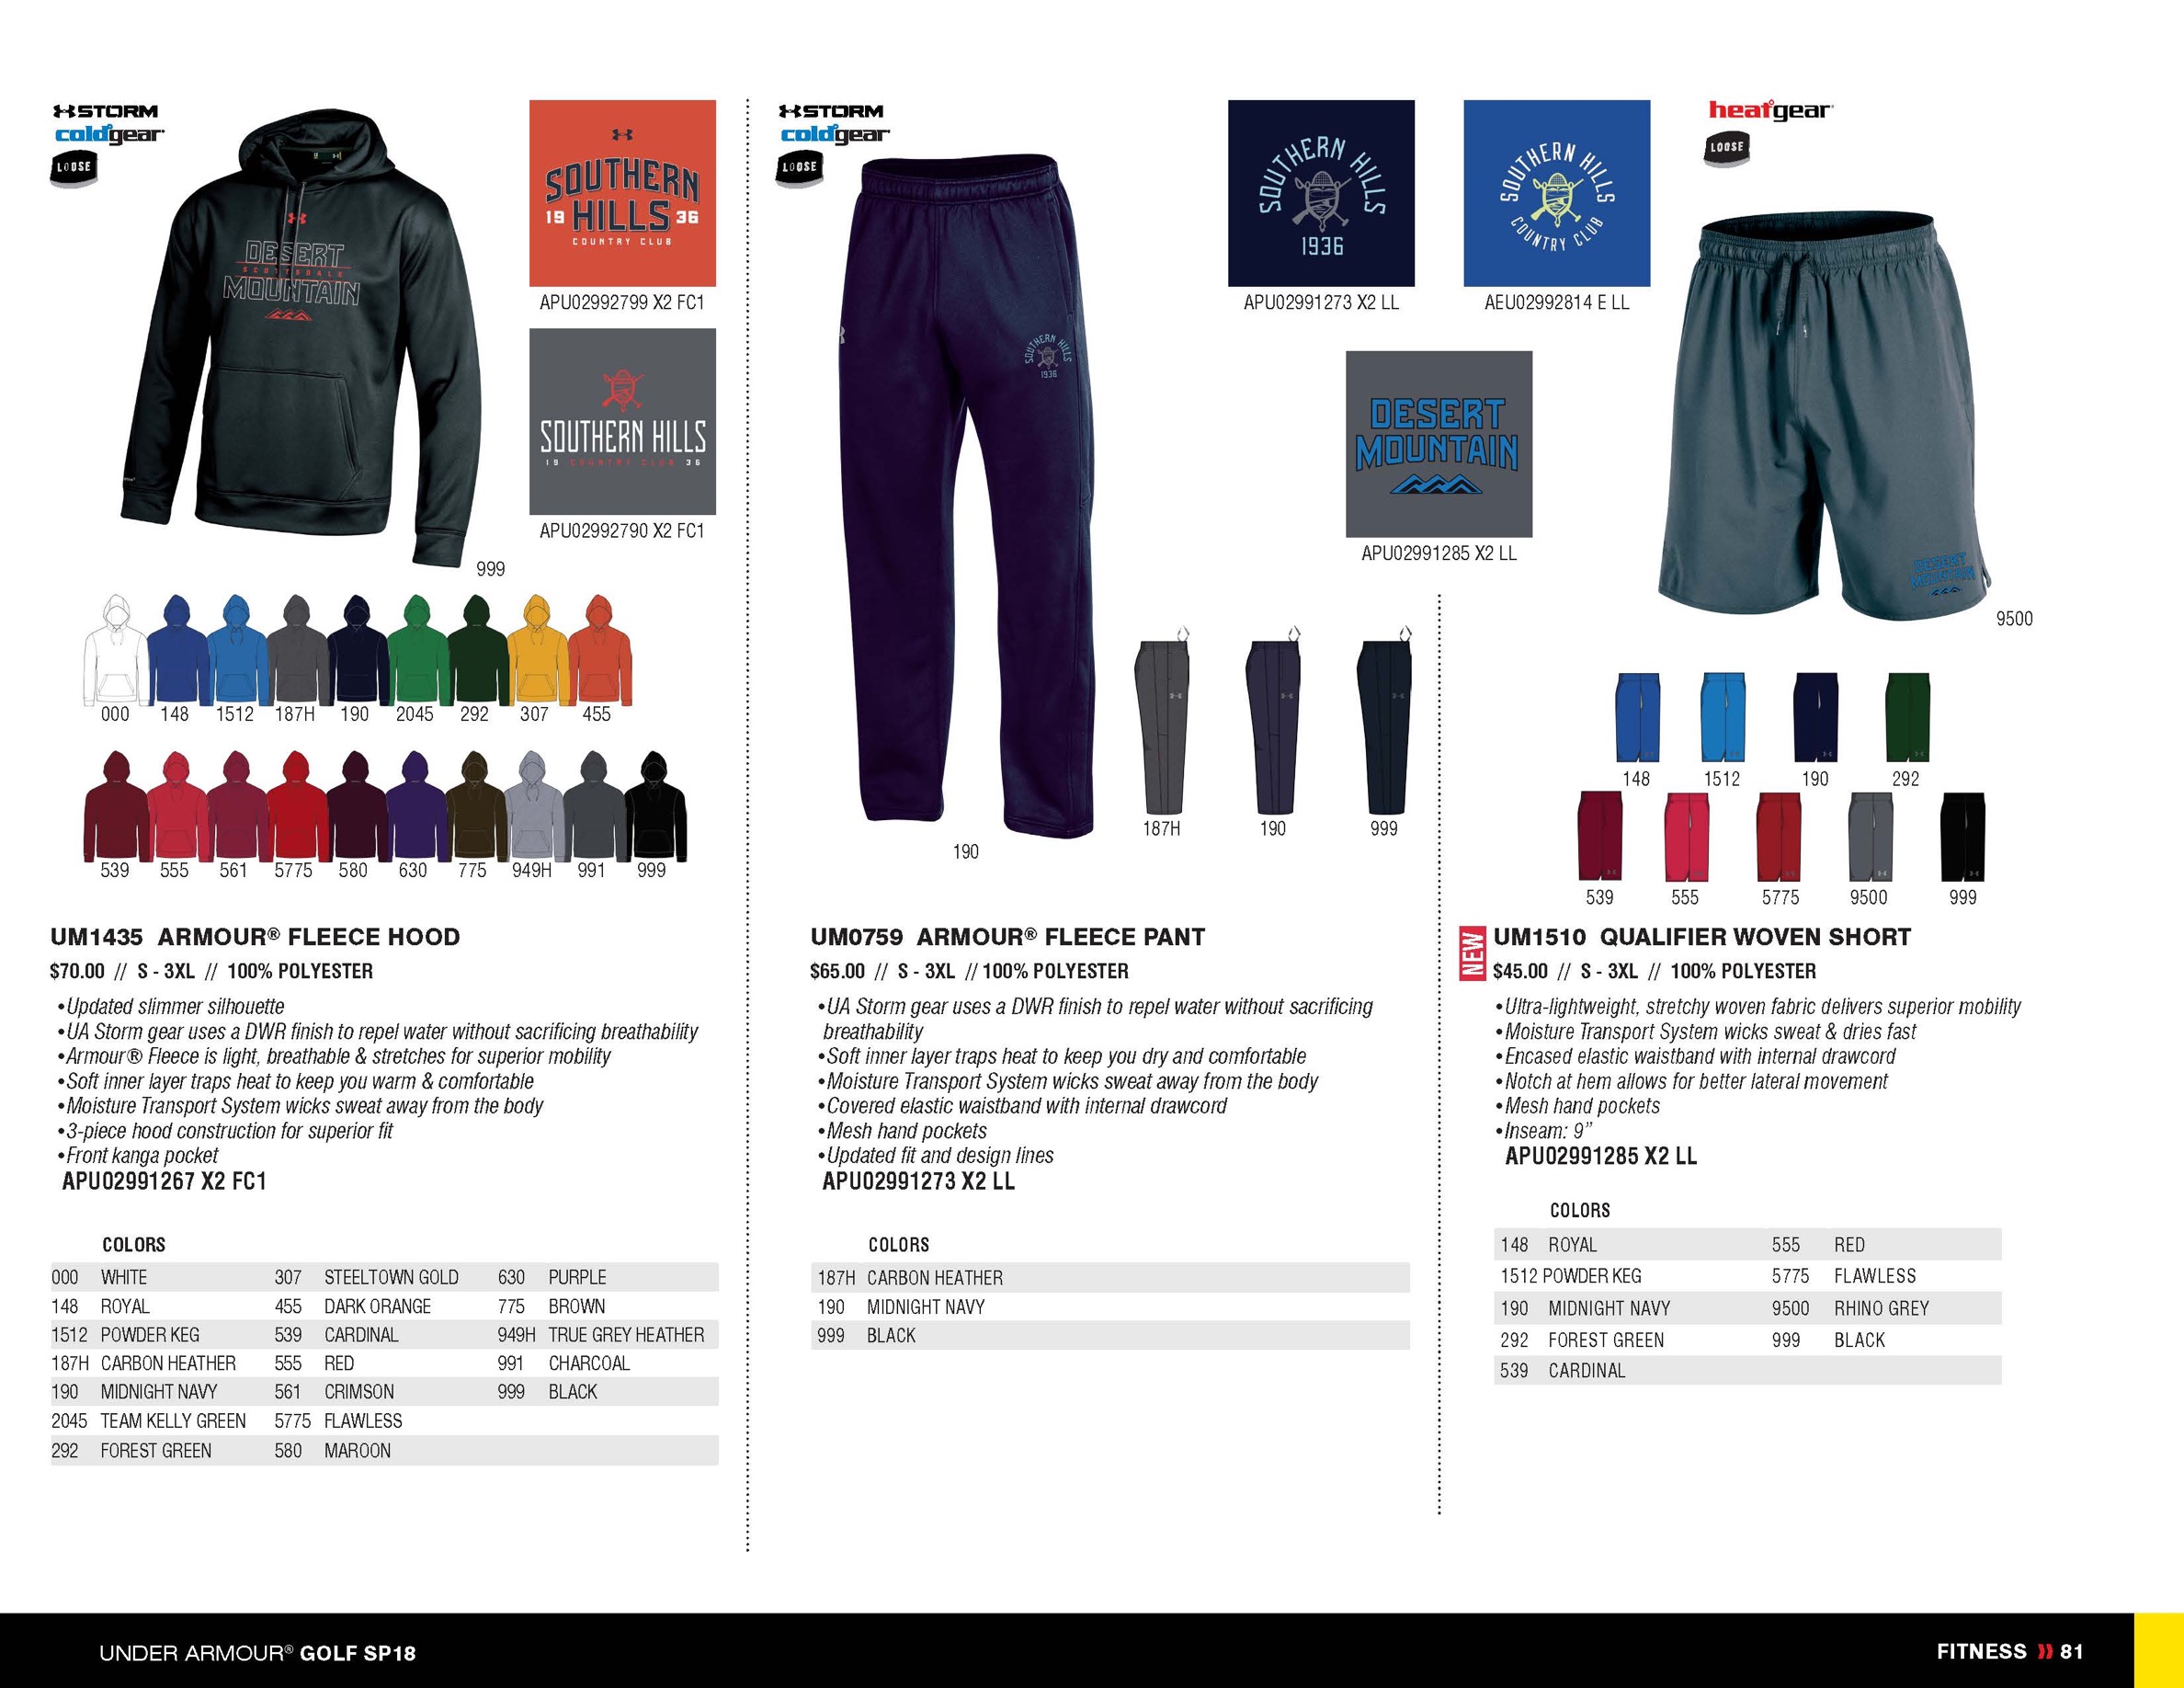 STORM
coldgear
LOOSE
DESERT
SCOTTSDALE
MOUNTAIN
999
SOUTHERN
19 HILLS 36
COUNTRY CLUB
APU02992799 X2 FC1
SOUTHERN HILLS
19 COUNTRY CLUB 36
APU02992790 X2 FC1
000 148 1512 187H 190 2045 292 307 455
539 555 561 5775 580 630 775 949H 991 999
UM1435 ARMOUR® FLEECE HOOD
$70.00 // S - 3XL // 100% POLYESTER
•Updated slimmer silhouette
•UA Storm gear uses a DWR finish to repel water without sacrificing breathability
•Armour® Fleece is light, breathable & stretches for superior mobility
•Soft inner layer traps heat to keep you warm & comfortable
•Moisture Transport System wicks sweat away from the body
•3-piece hood construction for superior fit
•Front kanga pocket
APU02991267 X2 FC1
COLORS
000 WHITE 307 STEELTOWN GOLD 630 PURPLE
148 ROYAL 455 DARK ORANGE 775 BROWN
1512 POWDER KEG 539 CARDINAL 949H TRUE GREY HEATHER
187H CARBON HEATHER 555 RED 991 CHARCOAL
190 MIDNIGHT NAVY 561 CRIMSON 999 BLACK
2045 TEAM KELLY GREEN 5775 FLAWLESS
292 FOREST GREEN 580 MAROON
STORM
coldgear
LOOSE
SOUTHERN HILLS
1936
190
SOUTHERN HILLS
1936
APU02991273 X2 LL
SOUTHERN HILLS
COUNTRY CLUB
AEU02992814 E LL
DESERT
MOUNTAIN
APU02991285 X2 LL
187H 190 999
UM0759 ARMOUR® FLEECE PANT
$65.00 // S - 3XL // 100% POLYESTER
•UA Storm gear uses a DWR finish to repel water without sacrificing
breathability
•Soft inner layer traps heat to keep you dry and comfortable
•Moisture Transport System wicks sweat away from the body
•Covered elastic waistband with internal drawcord
•Mesh hand pockets
•Updated fit and design lines
APU02991273 X2 LL
COLORS
187H CARBON HEATHER
190 MIDNIGHT NAVY
999 BLACK
heatgear
LOOSE
DESERT
MOUNTAIN
9500
148 1512 190 292
539 555 5775 9500 999
NEW
UM1510 QUALIFIER WOVEN SHORT
$45.00 // S - 3XL // 100% POLYESTER
•Ultra-lightweight, stretchy woven fabric delivers superior mobility
•Moisture Transport System wicks sweat & dries fast
•Encased elastic waistband with internal drawcord
•Notch at hem allows for better lateral movement
•Mesh hand pockets
•Inseam: 9”
APU02991285 X2 LL
COLORS
148 ROYAL 555 RED
1512 POWDER KEG 5775 FLAWLESS
190 MIDNIGHT NAVY 9500 RHINO GREY
292 FOREST GREEN 999 BLACK
539 CARDINAL
UNDER ARMOUR® GOLF SP18
FITNESS 81